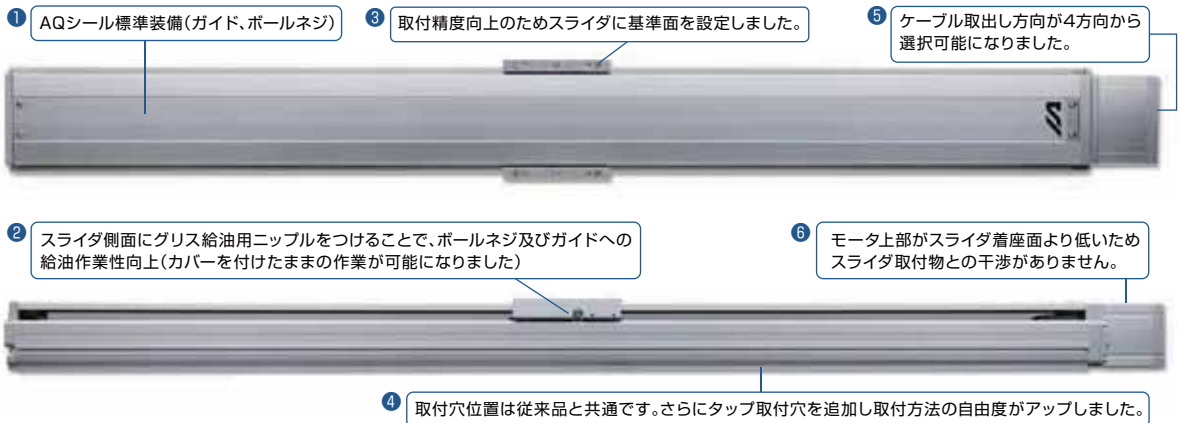 ❶ AQシール標準装備(ガイド、ボールネジ)
❸ 取付精度向上のためスライダに基準面を設定しました。
❺ ケーブル取出し方向が4方向から
選択可能になりました。
❷ スライダ側面にグリス給油用ニップルをつけることで、ボールネジ及びガイドへの
給油作業性向上(カバーを付けたままの作業が可能になりました)
❻ モータ上部がスライダ着座面より低いため
スライダ取付物との干渉がありません。
❹ 取付穴位置は従来品と共通です。さらにタップ取付穴を追加し取付方法の自由度がアップしました。